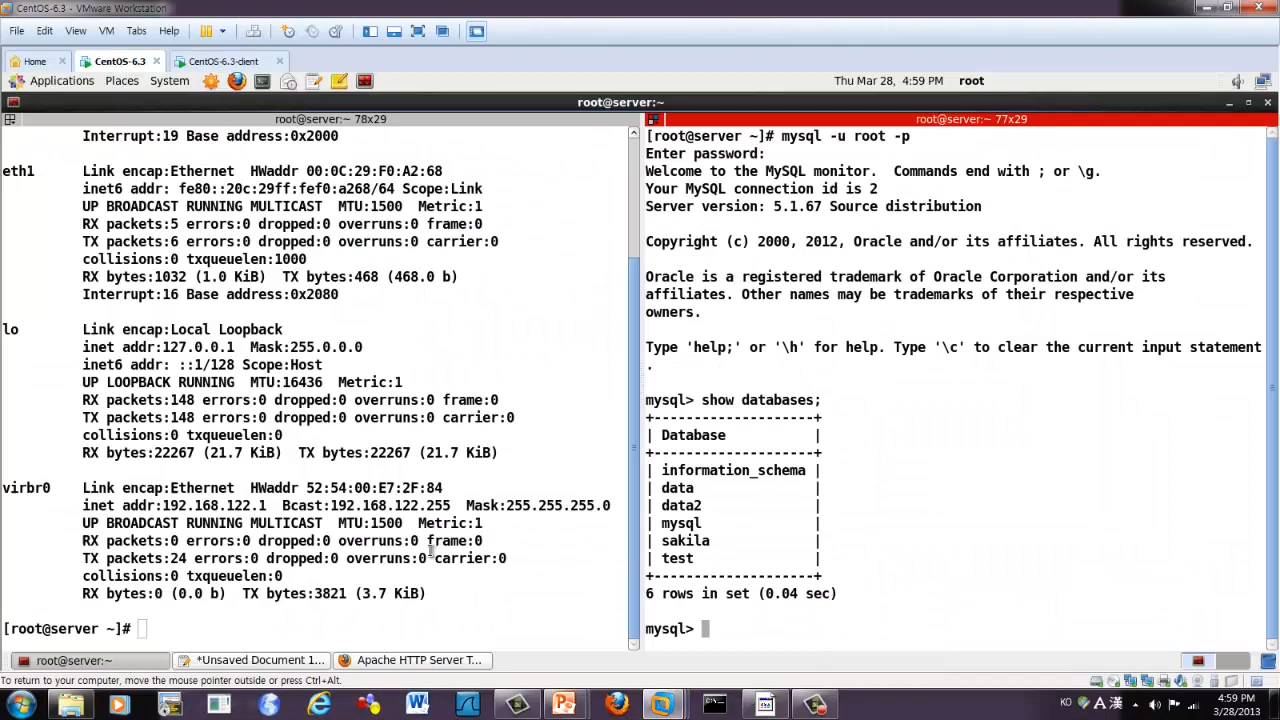 CentOS-6.3 - VMware Workstation
File Edit View VM Tabs Help
Home CentOS-6.3 CentOS-6.3-client
Applications Places System Thu Mar 28, 4:59 PM root
root@server:~
root@server:~ 78x29
Interrupt:19 Base address:0x2000
eth1 Link encap:Ethernet HWaddr 00:0C:29:F0:A2:68
inet6 addr: fe80::20c:29ff:fef0:a268/64 Scope:Link
UP BROADCAST RUNNING MULTICAST MTU:1500 Metric:1
RX packets:5 errors:0 dropped:0 overruns:0 frame:0
TX packets:6 errors:0 dropped:0 overruns:0 carrier:0
collisions:0 txqueuelen:1000
RX bytes:1032 (1.0 KiB) TX bytes:468 (468.0 b)
Interrupt:16 Base address:0x2080
lo Link encap:Local Loopback
inet addr:127.0.0.1 Mask:255.0.0.0
inet6 addr: ::1/128 Scope:Host
UP LOOPBACK RUNNING MTU:16436 Metric:1
RX packets:148 errors:0 dropped:0 overruns:0 frame:0
TX packets:148 errors:0 dropped:0 overruns:0 carrier:0
collisions:0 txqueuelen:0
RX bytes:22267 (21.7 KiB) TX bytes:22267 (21.7 KiB)
virbr0 Link encap:Ethernet HWaddr 52:54:00:E7:2F:84
inet addr:192.168.122.1 Bcast:192.168.122.255 Mask:255.255.255.0
UP BROADCAST RUNNING MULTICAST MTU:1500 Metric:1
RX packets:0 errors:0 dropped:0 overruns:0 frame:0
TX packets:24 errors:0 dropped:0 overruns:0 carrier:0
collisions:0 txqueuelen:0
RX bytes:0 (0.0 b) TX bytes:3821 (3.7 KiB)
[root@server ~]#
root@server:~ 77x29
[root@server ~]# mysql -u root -p
Enter password:
Welcome to the MySQL monitor. Commands end with ; or \g.
Your MySQL connection id is 2
Server version: 5.1.67 Source distribution
Copyright (c) 2000, 2012, Oracle and/or its affiliates. All rights reserved.
Oracle is a registered trademark of Oracle Corporation and/or its
affiliates. Other names may be trademarks of their respective
owners.
Type 'help;' or '\h' for help. Type '\c' to clear the current input statement
.
mysql> show databases;
+--------------------+
| Database |
+--------------------+
| information_schema |
| data |
| data2 |
| mysql |
| sakila |
| test |
+--------------------+
6 rows in set (0.04 sec)
mysql>
root@server:~ *Unsaved Document 1... Apache HTTP Server T...
To return to your computer, move the mouse pointer outside or press Ctrl+Alt.
KO A 漢 4:59 PM
3/28/2013